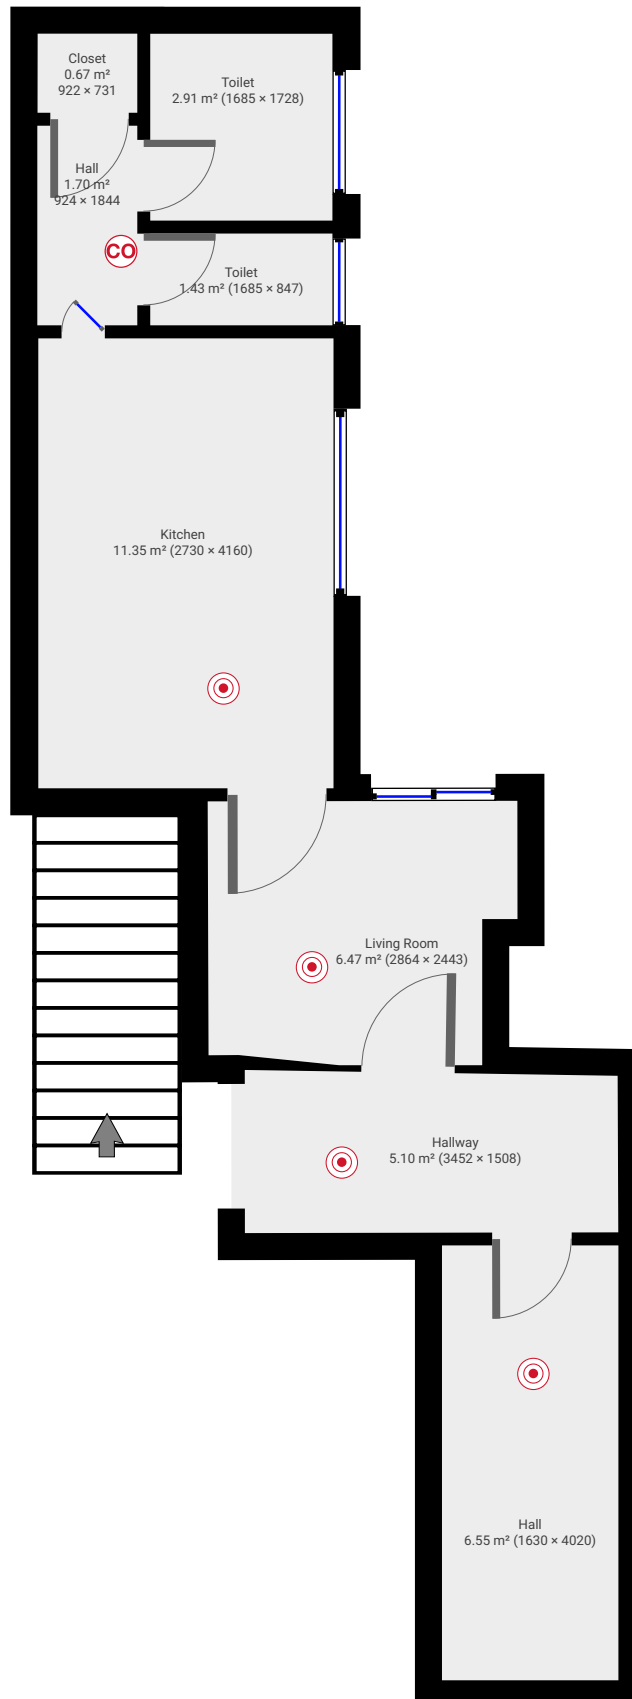 Closet
0.67 m²
922 × 731
Toilet
2.91 m² (1685 × 1728)
Hall
1.70 m²
924 × 1844
CO
Toilet
1.43 m² (1685 × 847)
Kitchen
11.35 m² (2730 × 4160)
Living Room
6.47 m² (2864 × 2443)
Hallway
5.10 m² (3452 × 1508)
Hall
6.55 m² (1630 × 4020)